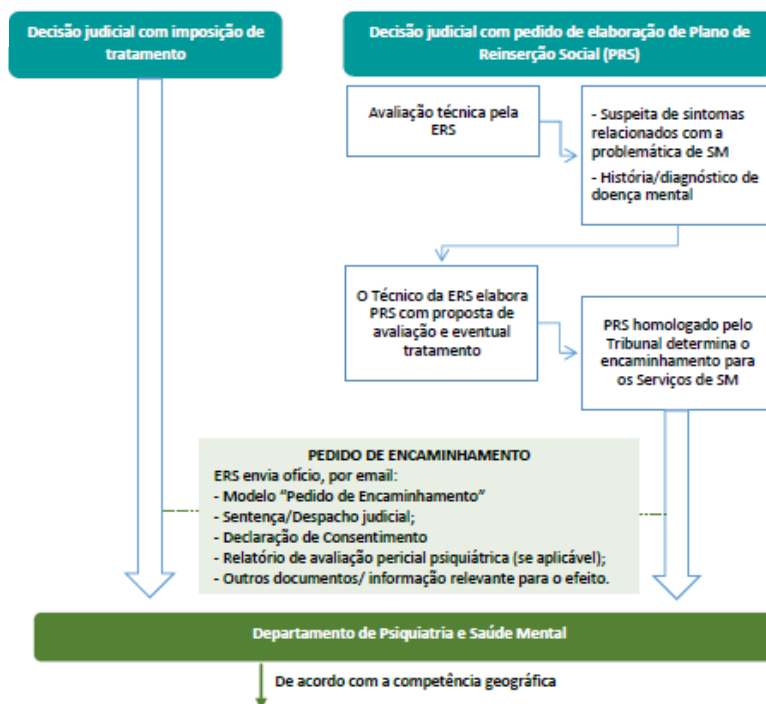 Decisão judicial com imposição de
tratamento
Decisão judicial com pedido de elaboração de Plano de
Reinserção Social (PRS)
Avaliação técnica pela
ERS
- Suspeita de sintomas
relacionados com a
problemática de SM
- História/diagnóstico de
doença mental
O Técnico da ERS elabora
PRS com proposta de
avaliação e eventual
tratamento
PRS homologado pelo
Tribunal determina o
encaminhamento para
os Serviços de SM
PEDIDO DE ENCAMINHAMENTO
ERS envia ofício, por email:
- Modelo “Pedido de Encaminhamento”
- Sentença/Despacho judicial;
- Declaração de Consentimento
- Relatório de avaliação pericial psiquiátrica (se aplicável);
- Outros documentos/ informação relevante para o efeito.
Departamento de Psiquiatria e Saúde Mental
De acordo com a competência geográfica